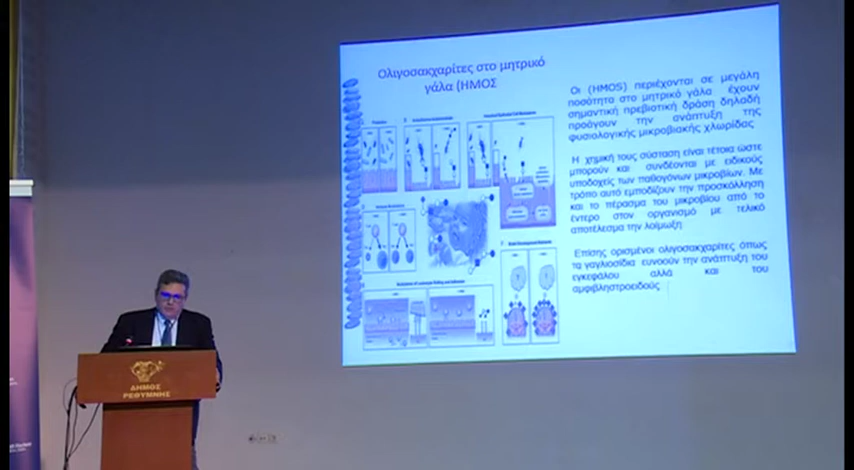 Ολιγοσακχαρίτες στο μητρικό
γάλα (ΗΜΟΣ
Οι (HMOS) περιέχονται σε μεγάλη
ποσότητα στο μητρικό γάλα έχουν
σημαντική πρεβιοτική δράση δηλαδή
προάγουν την ανάπτυξη της
φυσιολογικής μικροβιακής χλωρίδας
Η χημική τους σύσταση είναι τέτοια ώστε
μπορούν και συνδέονται με ειδικούς
υποδοχείς των παθογόνων μικροβίων. Με
τρόπο αυτό εμποδίζουν την προσκόλληση
και το πέρασμα του μικροβίου από το
έντερο στον οργανισμό με τελικό
αποτέλεσμα την λοίμωξη
Επίσης ορισμένοι ολιγοσακχαρίτες όπως
τα γαγλιοσίδια ευνοούν την ανάπτυξη του
εγκεφάλου αλλά και του
αμφιβληστροειδούς
ΔΗΜΟΣ
ΡΕΘΥΜΝΗΣ